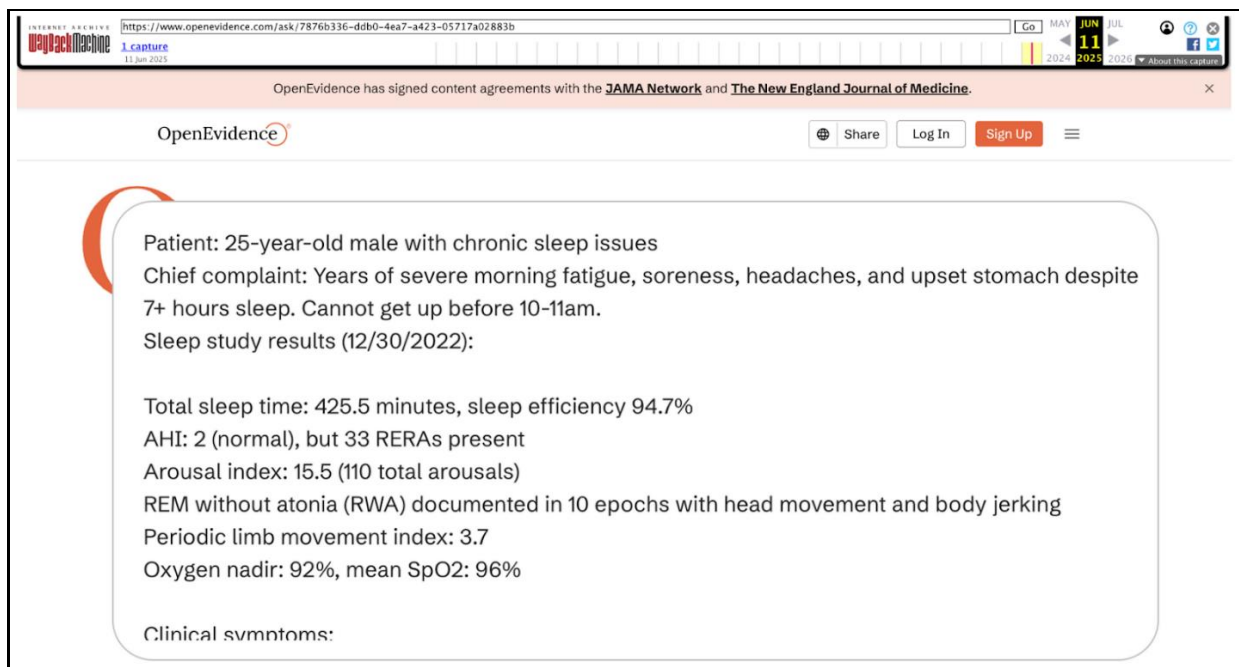 INTERNET ARCHIVE
WayBackMachine
https://www.openevidence.com/ask/7876b336-ddb0-4ea7-a423-05717a02883b
Go
MAY JUN JUL
1 capture
11
11 Jun 2025
2024 2025 2026
About this capture
OpenEvidence has signed content agreements with the JAMA Network and The New England Journal of Medicine.
OpenEvidence
Share
Log In
Sign Up
Patient: 25-year-old male with chronic sleep issues
Chief complaint: Years of severe morning fatigue, soreness, headaches, and upset stomach despite
7+ hours sleep. Cannot get up before 10-11am.
Sleep study results (12/30/2022):
Total sleep time: 425.5 minutes, sleep efficiency 94.7%
AHI: 2 (normal), but 33 RERAs present
Arousal index: 15.5 (110 total arousals)
REM without atonia (RWA) documented in 10 epochs with head movement and body jerking
Periodic limb movement index: 3.7
Oxygen nadir: 92%, mean SpO2: 96%
Clinical symptoms: